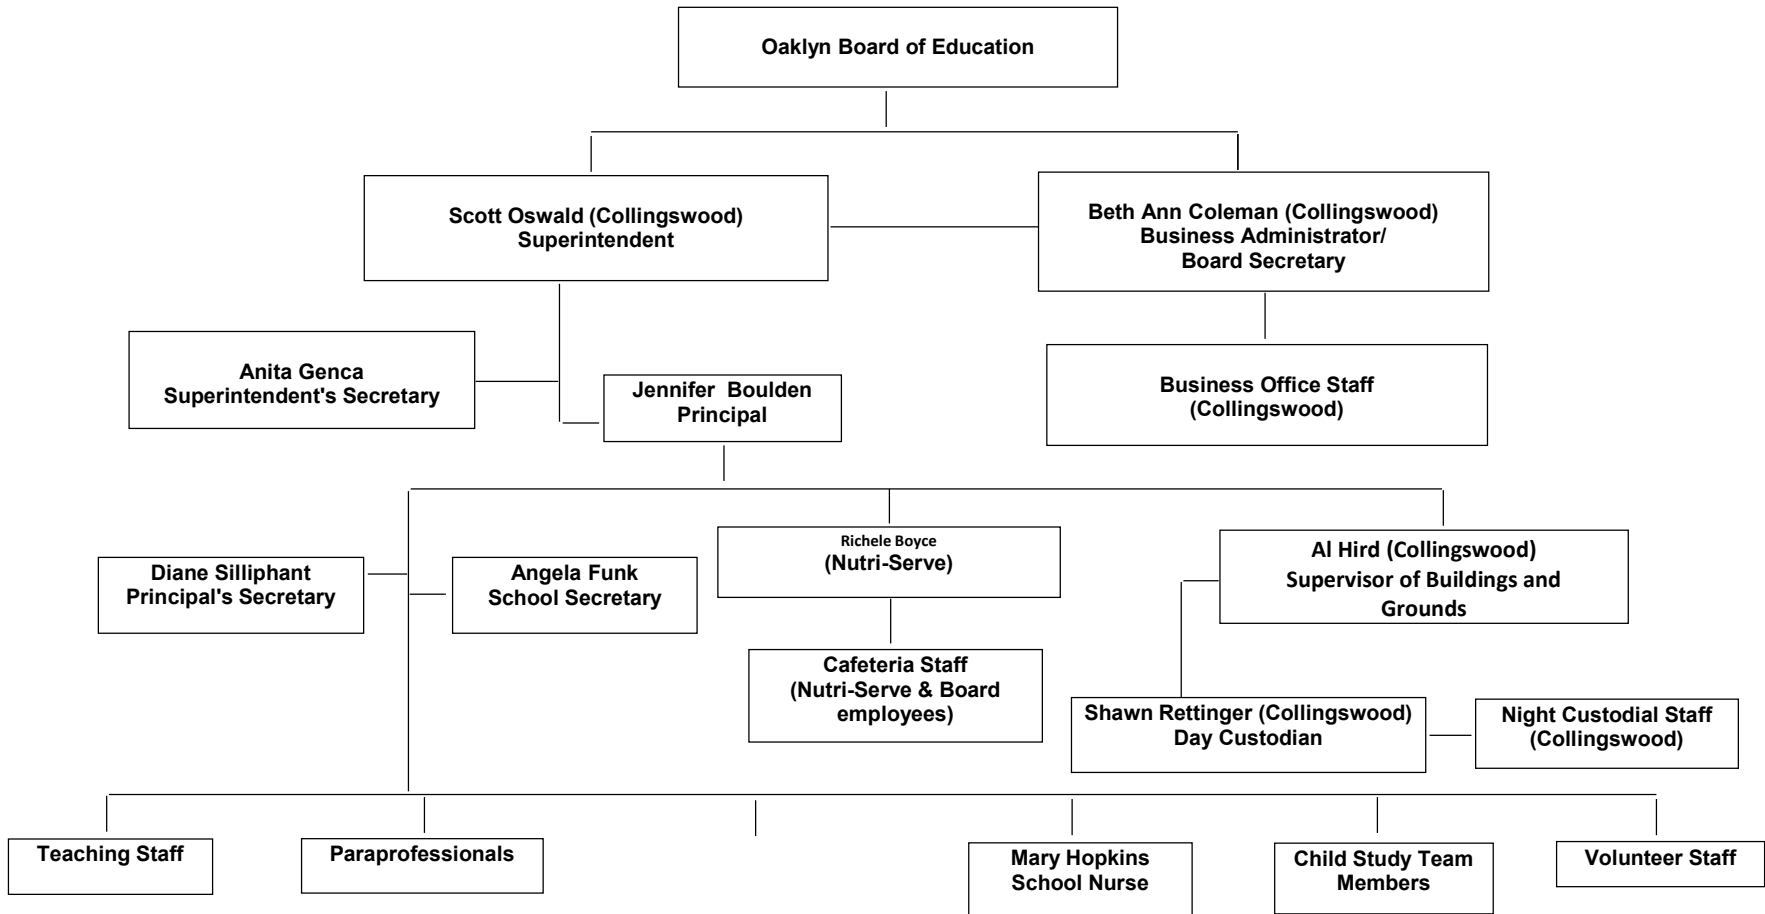 Oaklyn Board of Education
Scott Oswald (Collingswood)
Superintendent
Beth Ann Coleman (Collingswood)
Business Administrator/
Board Secretary
Anita Genca
Superintendent's Secretary
Jennifer Boulden
Principal
Business Office Staff
(Collingswood)
Diane Silliphant
Principal's Secretary
Angela Funk
School Secretary
Richele Boyce
(Nutri-Serve)
Al Hird (Collingswood)
Supervisor of Buildings and
Grounds
Cafeteria Staff
(Nutri-Serve & Board
employees)
Shawn Rettinger (Collingswood)
Day Custodian
Night Custodial Staff
(Collingswood)
Teaching Staff
Paraprofessionals
Mary Hopkins
School Nurse
Child Study Team
Members
Volunteer Staff